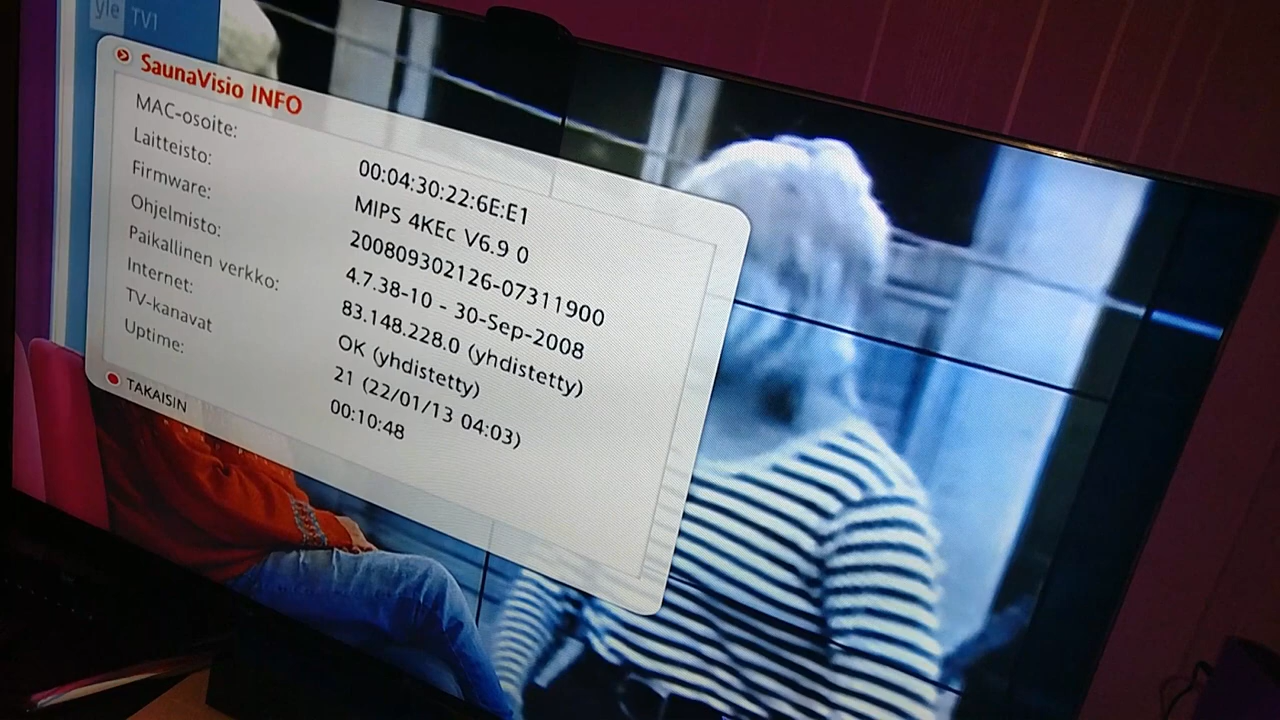 yle TV1
SaunaVisio INFO
MAC-osoite: 00:04:30:22:6E:E1
Laitteisto: MIPS 4KEc V6.9 0
Firmware: 200809302126-07311900
Ohjelmisto: 4.7.38-10 - 30-Sep-2008
Paikallinen verkko: 83.148.228.0 (yhdistetty)
Internet: OK (yhdistetty)
TV-kanavat 21 (22/01/13 04:03)
Uptime: 00:10:48
TAKAISIN